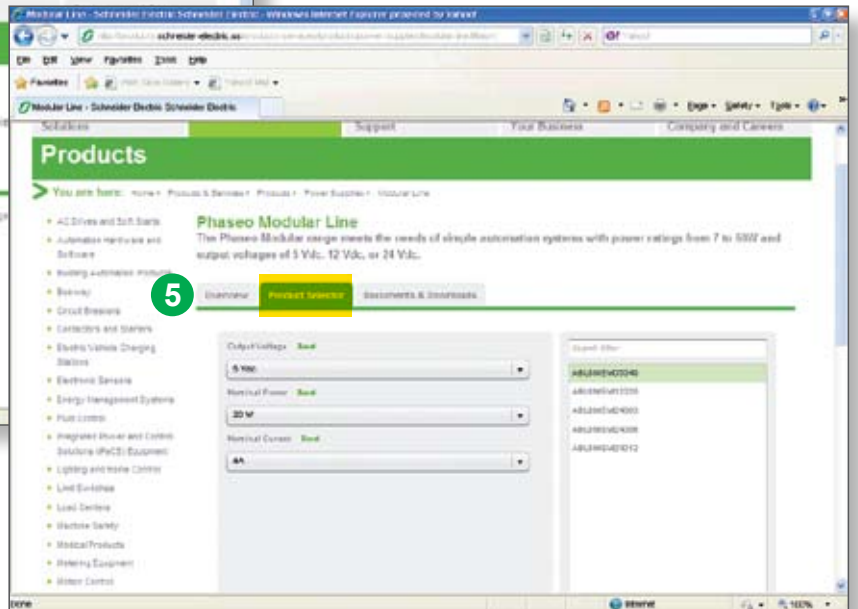 Modular Line - Schneider Electric Schneider Electric - Windows Internet Explorer provided by Yahoo!
schneider-electric.us
File Edit View Favorites Tools Help
Favorites
Modular Line - Schneider Electric Schneider Electric
Page Safety Tools
Solutions Support Your Business Company and Careers
Products
You are here: Home Products & Services Products Power Supplies Modular Line
AC Drives and Soft Starts
Automation Hardware and
Software
Building Automation Products
Busway
Circuit Breakers
Contactors and Starters
Electric Vehicle Charging
Stations
Electronic Sensors
Energy Management Systems
Fuse Control
Integrated Power and Control
Solutions (IPaCS) Equipment
Lighting and Home Control
Limit Switches
Load Centers
Machine Safety
Medical Products
Metering Equipment
Motion Control
Phaseo Modular Line
The Phaseo Modular range meets the needs of simple automation systems with power ratings from 7 to 60W and
output voltages of 5 Vdc, 12 Vdc, or 24 Vdc.
5
Overview Product Selector Documents & Downloads
Output Voltage Reset
5 Vdc
Nominal Power Reset
20 W
Nominal Current Reset
4A
Search filter
Done
Internet
100%